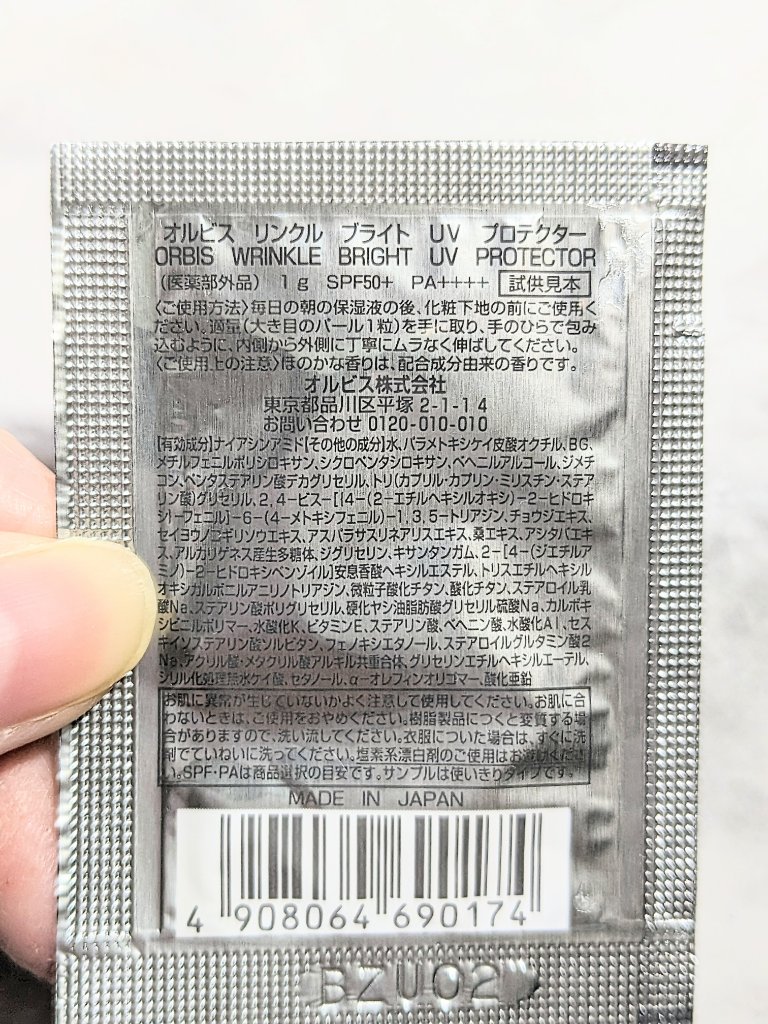 オルビス リンクル ブライト UV プロテクター
ORBIS WRINKLE BRIGHT UV PROTECTOR
(医薬部外品) 1g SPF50+ PA++++ 試供見本
〈ご使用方法〉毎日の朝の保湿液の後、化粧下地の前にご使用く
ださい。適量(大き目のパール1粒)を手に取り、手のひらで包み
込むように、内側から外側に丁寧にムラなく伸ばしてください。
〈ご使用上の注意〉ほのかな香りは、配合成分由来の香りです。
オルビス株式会社
東京都品川区平塚 2-1-14
お問い合わせ 0120-010-010
【有効成分】ナイアシンアミド【その他の成分】水、パラメトキシケイ皮酸オクチル、BG、
メチルフェニルポリシロキサン、シクロペンタシロキサン、ベヘニルアルコール、ジメチ
コン、ペンタステアリン酸デカグリセリル、トリ(カプリル・カプリン・ミリスチン・ステア
リン酸)グリセリル、2,4-ビス-[{4-(2-エチルヘキシルオキシ)-2-ヒドロキ
シ}-フェニル]-6-(4-メトキシフェニル)-1,3,5-トリアジン、チョウジエキス、
セイヨウノコギリソウエキス、アスパラサスリネアリスエキス、桑エキス、アシタバエキ
ス、アルカリゲネス産生多糖体、ジグリセリン、キサンタンガム、2-[4-(ジエチルア
ミノ)-2-ヒドロキシベンゾイル]安息香酸ヘキシルエステル、トリスエチルヘキシル
オキシカルボニルアニリノトリアジン、微粒子酸化チタン、酸化チタン、ステアロイル乳
酸Na、ステアリン酸ポリグリセリル、硬化ヤシ油脂肪酸グリセリル硫酸Na、カルボキ
シビニルポリマー、水酸化K、ビタミンE、ステアリン酸、ベヘニン酸、水酸化Al、セス
キイソステアリン酸ソルビタン、フェノキシエタノール、ステアロイルグルタミン酸2
Na、アクリル酸・メタクリル酸アルキル共重合体、グリセリンエチルヘキシルエーテル、
シリル化処理無水ケイ酸、セタノール、α-オレフィンオリゴマー、酸化亜鉛
お肌に異常が生じていないかよく注意して使用してください。お肌に合
わないときは、ご使用をおやめください。樹脂製品につくと変質する場
合がありますので、洗い流してください。衣服についた場合は、すぐに洗
剤でていねいに洗ってください。塩素系漂白剤のご使用はお避けくださ
い。SPF・PAは商品選択の目安です。サンプルは使いきりタイプです。
MADE IN JAPAN
4 908064 690174
BZU02